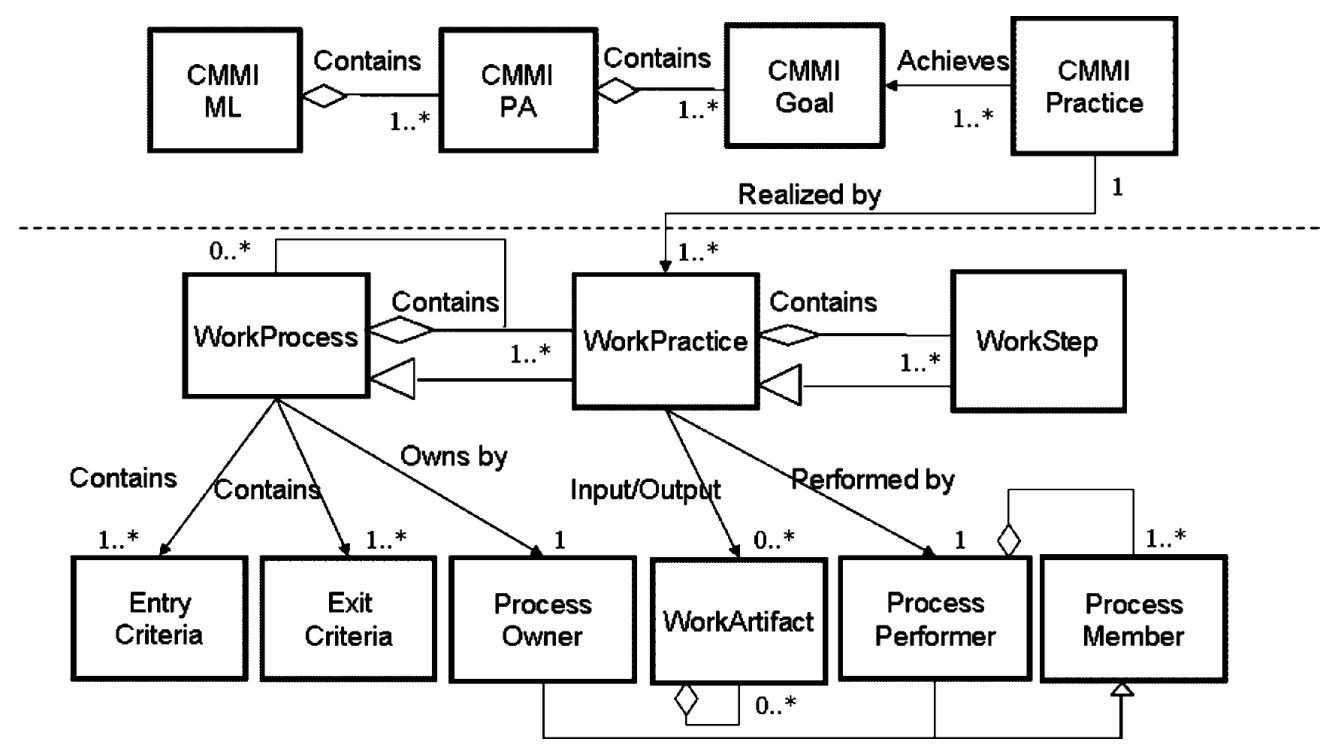 CMMI
ML
Contains
1..*
CMMI
PA
Contains
1..*
CMMI
Goal
Achieves
1..*
CMMI
Practice
Realized by
1
0..*
1..*
WorkProcess
Contains
1..*
WorkPractice
Contains
1..*
WorkStep
Contains
Contains
Owns by
Input/Output
Performed by
1..*
1..*
1
0..*
1
1..*
Entry
Criteria
Exit
Criteria
Process
Owner
WorkArtifact
Process
Performer
Process
Member
0..*